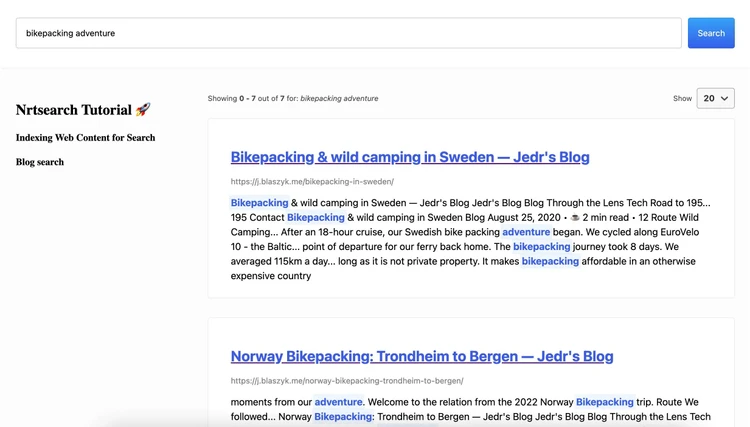 bikepacking adventure
Search
Nrtsearch Tutorial 🚀
Indexing Web Content for Search
Blog search
Showing 0 - 7 out of 7 for: bikepacking adventure
Show 20
Bikepacking & wild camping in Sweden — Jedr's Blog
https://j.blaszyk.me/bikepacking-in-sweden/
Bikepacking & wild camping in Sweden — Jedr's Blog Jedr's Blog Blog Through the Lens Tech Road to 195...
195 Contact Bikepacking & wild camping in Sweden Blog August 25, 2020 • ☕ 2 min read • 12 Route Wild
Camping... After an 18-hour cruise, our Swedish bike packing adventure began. We cycled along EuroVelo
10 - the Baltic... point of departure for our ferry back home. The bikepacking journey took 8 days. We
averaged 115km a day... long as it is not private property. It makes bikepacking affordable in an otherwise
expensive country
Norway Bikepacking: Trondheim to Bergen — Jedr's Blog
https://j.blaszyk.me/norway-bikepacking-trondheim-to-bergen/
moments from our adventure. Welcome to the relation from the 2022 Norway Bikepacking trip. Route We
followed... Norway Bikepacking: Trondheim to Bergen — Jedr's Blog Jedr's Blog Blog Through the Lens Tech